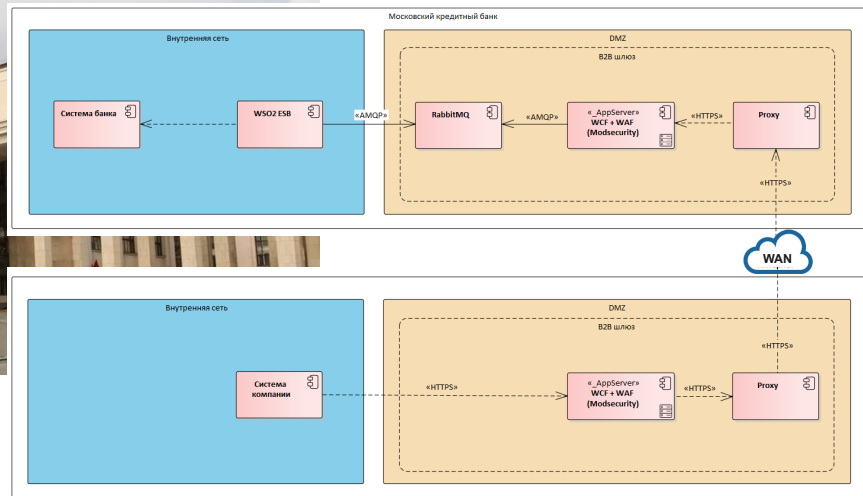 Московский кредитный банк
Внутренняя сеть
DMZ
B2B шлюз
Система банка
WSO2 ESB
«AMQP»
RabbitMQ
«AMQP»
«_AppServer»
WCF + WAF
(Modsecurity)
«HTTPS»
Proxy
«HTTPS»
WAN
Внутренняя сеть
DMZ
B2B шлюз
«HTTPS»
Система
компании
«HTTPS»
«_AppServer»
WCF + WAF
(Modsecurity)
«HTTPS»
Proxy